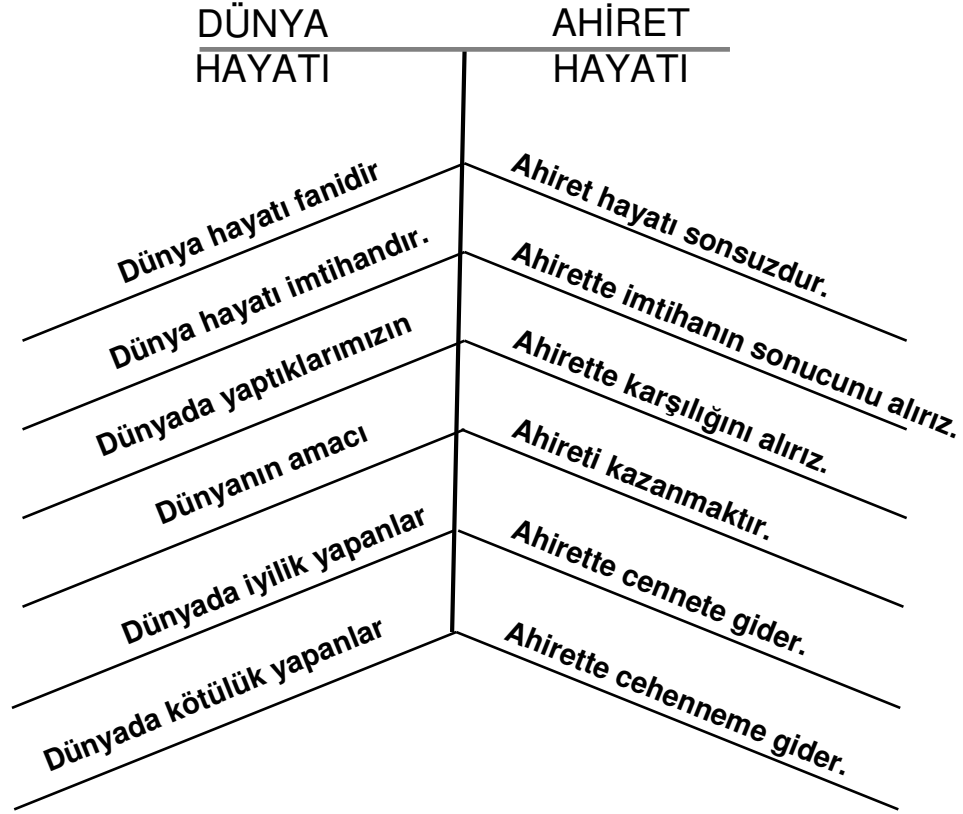 DÜNYA
HAYATI
AHİRET
HAYATI
Dünya hayatı fanidir
Ahiret hayatı sonsuzdur.
Dünya hayatı imtihandır.
Ahirette imtihanın sonucunu alırız.
Dünyada yaptıklarımızın
Ahirette karşılığını alırız.
Dünyanın amacı
Ahireti kazanmaktır.
Dünyada iyilik yapanlar
Ahirette cennete gider.
Dünyada kötülük yapanlar
Ahirette cehenneme gider.